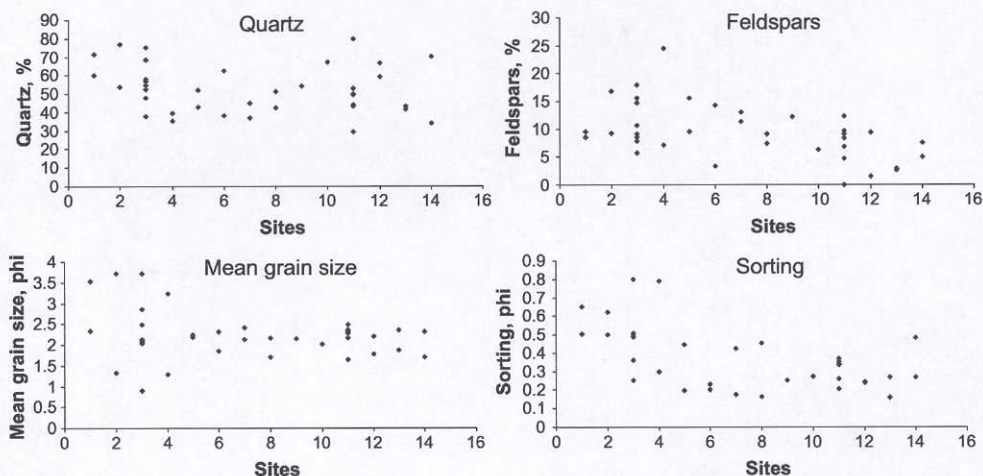 Quartz
Quartz, %
90
80
70
60
50
40
30
20
10
0
0 2 4 6 8 10 12 14 16
Sites
Feldspars
Feldspars, %
30
25
20
15
10
5
0
0 2 4 6 8 10 12 14 16
Sites
Mean grain size
Mean grain size, phi
4
3.5
3
2.5
2
1.5
1
0.5
0
0 2 4 6 8 10 12 14 16
Sites
Sorting
Sorting, phi
0.9
0.8
0.7
0.6
0.5
0.4
0.3
0.2
0.1
0
0 2 4 6 8 10 12 14 16
Sites